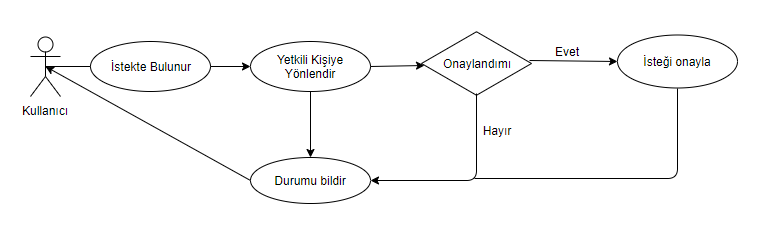 Kullanıcı
İstekte Bulunur
Yetkili Kişiye
Yönlendir
Onaylandımı
Evet
İsteği onayla
Hayır
Durumu bildir